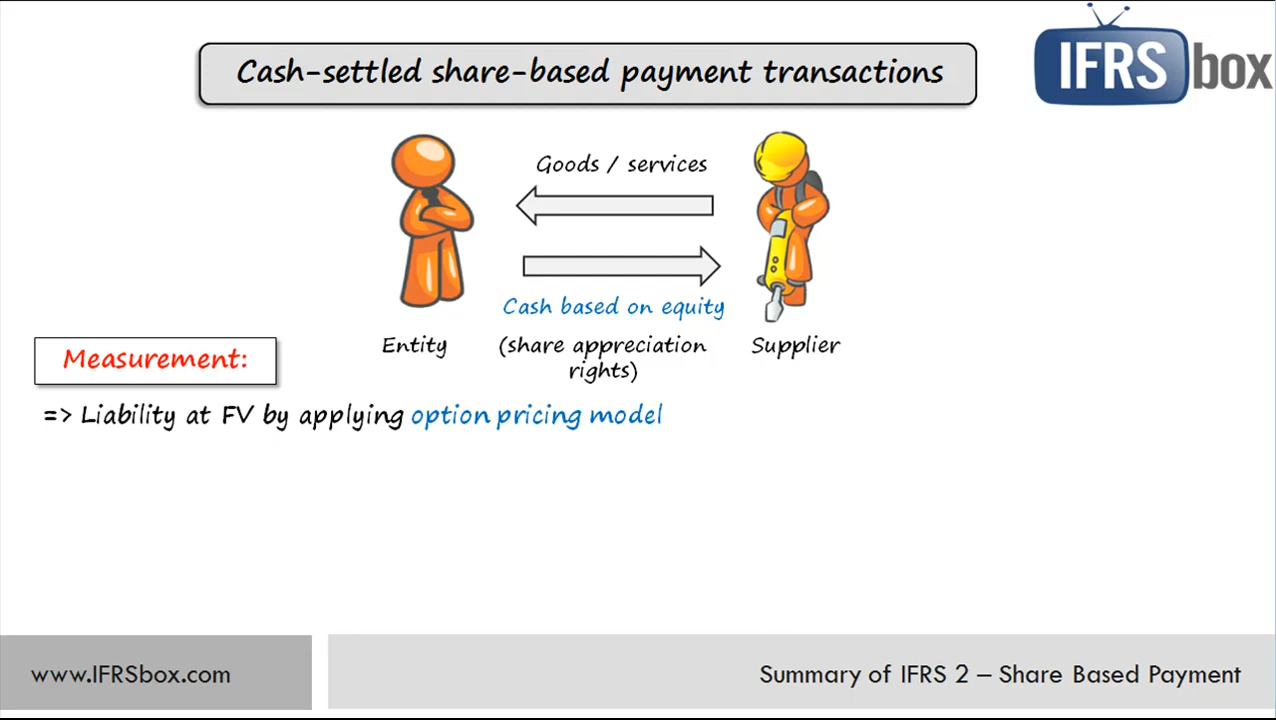 IFRS box
Cash-settled share-based payment transactions
Goods / services
Cash based on equity
Entity
(share appreciation
rights)
Supplier
Measurement:
=> Liability at FV by applying option pricing model
www.IFRSbox.com
Summary of IFRS 2 – Share Based Payment